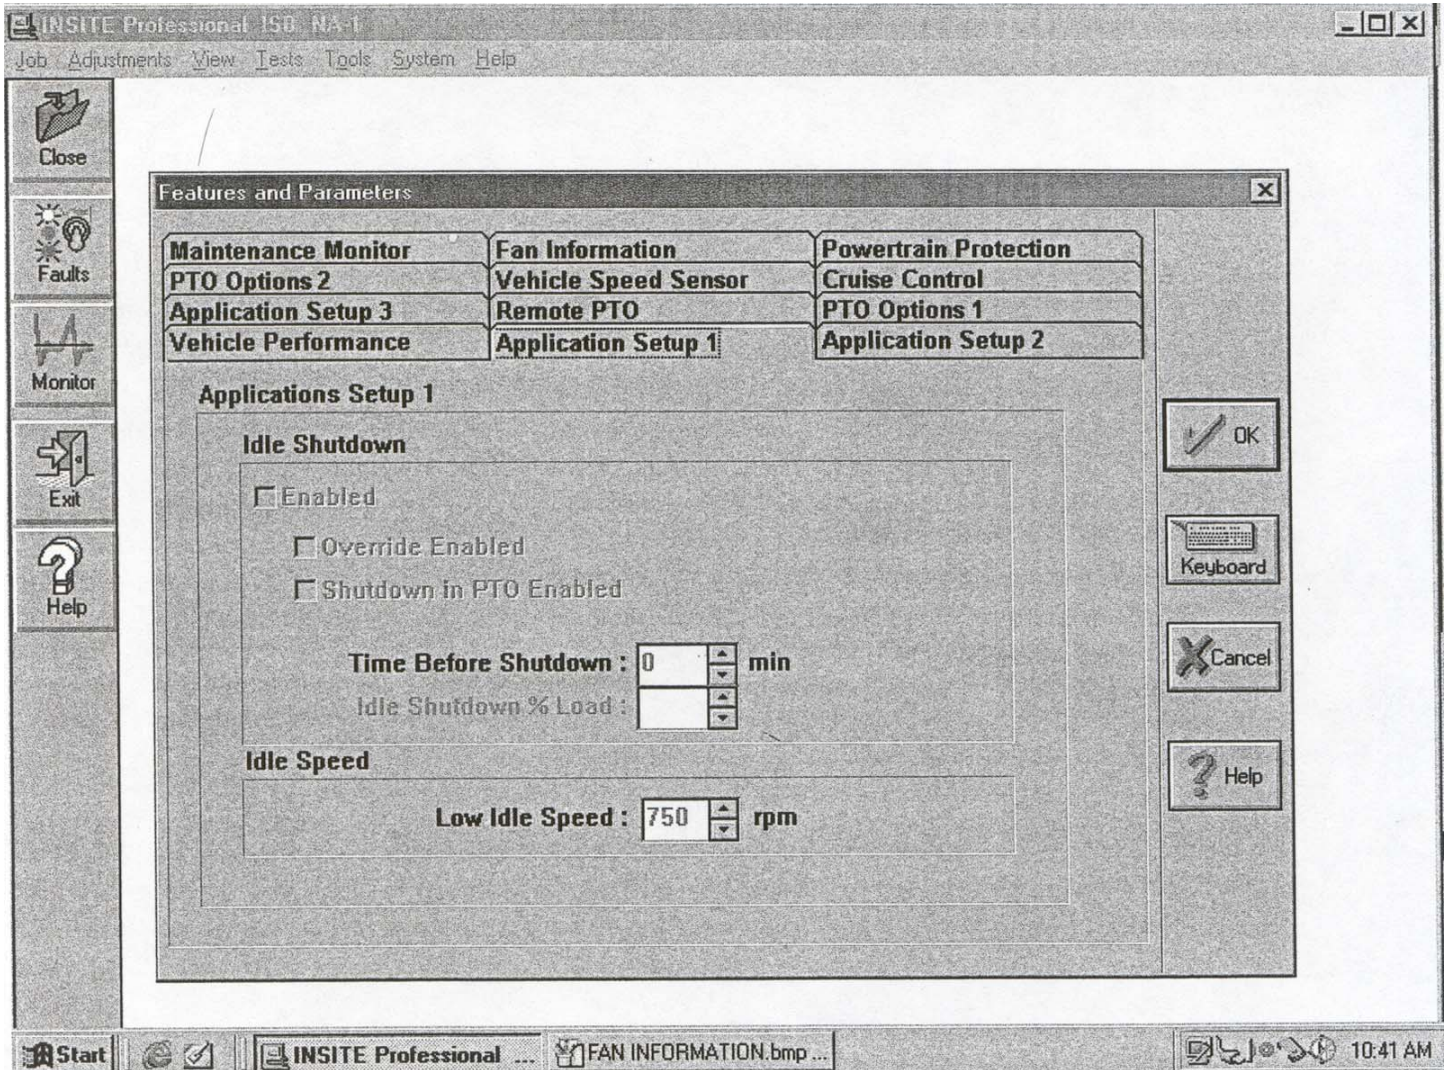 INSITE Professional ISB NA-1
Job Adjustments View Tests Tools System Help
Close
Faults
Monitor
Exit
Help
Features and Parameters
Maintenance Monitor Fan Information Powertrain Protection
PTO Options 2 Vehicle Speed Sensor Cruise Control
Application Setup 3 Remote PTO PTO Options 1
Vehicle Performance Application Setup 1 Application Setup 2
Applications Setup 1
Idle Shutdown
Enabled
Override Enabled
Shutdown in PTO Enabled
Time Before Shutdown : 0 min
Idle Shutdown % Load :
Idle Speed
Low Idle Speed : 750 rpm
OK
Keyboard
Cancel
Help
Start INSITE Professional ... FAN INFORMATION.bmp ... 10:41 AM